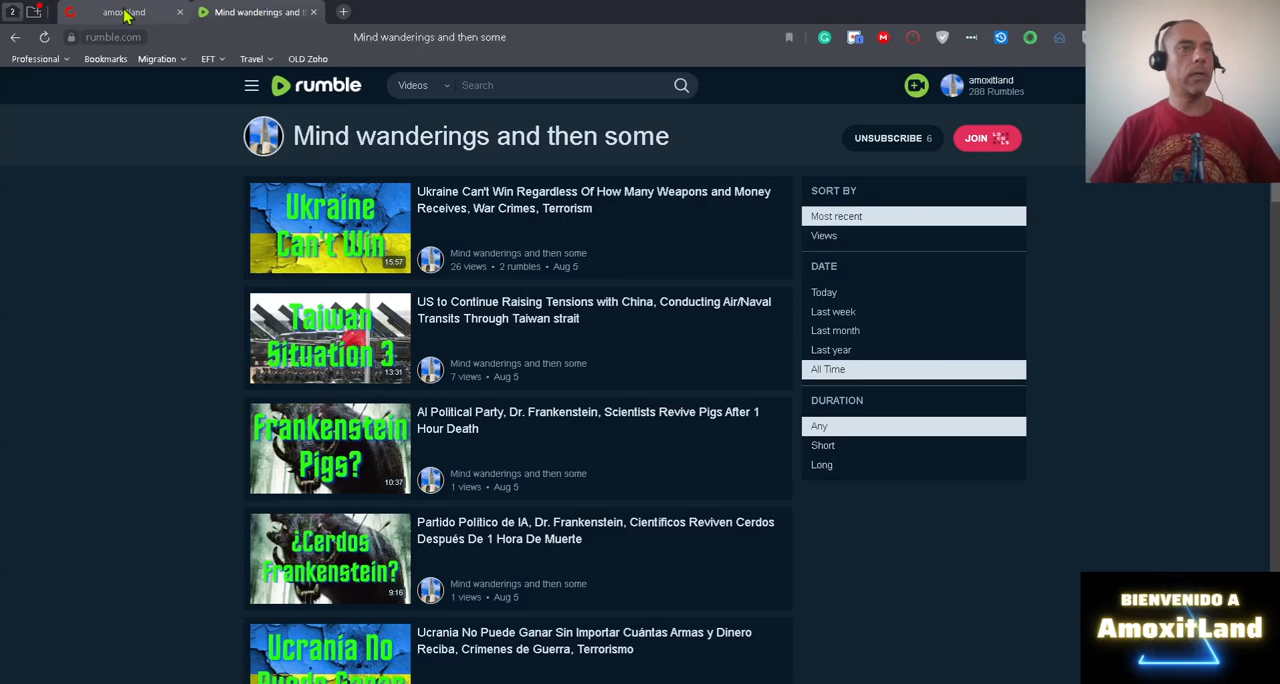 2
amoxitland
Mind wanderings and t
rumble.com
Mind wanderings and then some
Professional
Bookmarks
Migration
EFT
Travel
OLD Zoho
rumble
Videos
Search
amoxitland
288 Rumbles
Mind wanderings and then some
UNSUBSCRIBE 6
JOIN
Ukraine
Can't Win
15:57
Ukraine Can't Win Regardless Of How Many Weapons and Money
Receives, War Crimes, Terrorism
Mind wanderings and then some
26 views • 2 rumbles • Aug 5
Taiwan
Situation 3
13:31
US to Continue Raising Tensions with China, Conducting Air/Naval
Transits Through Taiwan strait
Mind wanderings and then some
7 views • Aug 5
Frankenstein
Pigs?
10:37
AI Political Party, Dr. Frankenstein, Scientists Revive Pigs After 1
Hour Death
Mind wanderings and then some
1 views • Aug 5
¿Cerdos
Frankenstein?
9:16
Partido Político de IA, Dr. Frankenstein, Científicos Reviven Cerdos
Después De 1 Hora De Muerte
Mind wanderings and then some
1 views • Aug 5
Ucrania No
Puede Ganar
Ucrania No Puede Ganar Sin Importar Cuántas Armas y Dinero
Reciba, Crímenes de Guerra, Terrorismo
SORT BY
Most recent
Views
DATE
Today
Last week
Last month
Last year
All Time
DURATION
Any
Short
Long
BIENVENIDO A
AmoxitLand